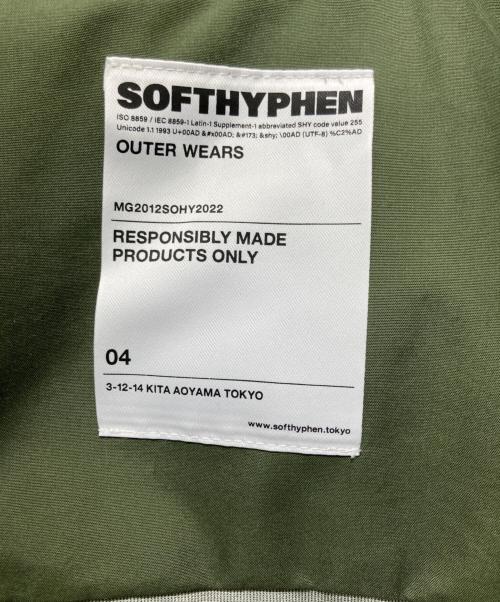 SOFTHYPHEN
ISO 8859 / IEC 8859-1 Latin-1 Supplement-1 abbreviated SHY code value 255
Unicode 1.1 1993 U+00AD &#x00AD; &#173; &shy; \00AD (UTF-8) %C2%AD
OUTER WEARS
MG2012SOHY2022
RESPONSIBLY MADE
PRODUCTS ONLY
04
3-12-14 KITA AOYAMA TOKYO
www.softhyphen.tokyo